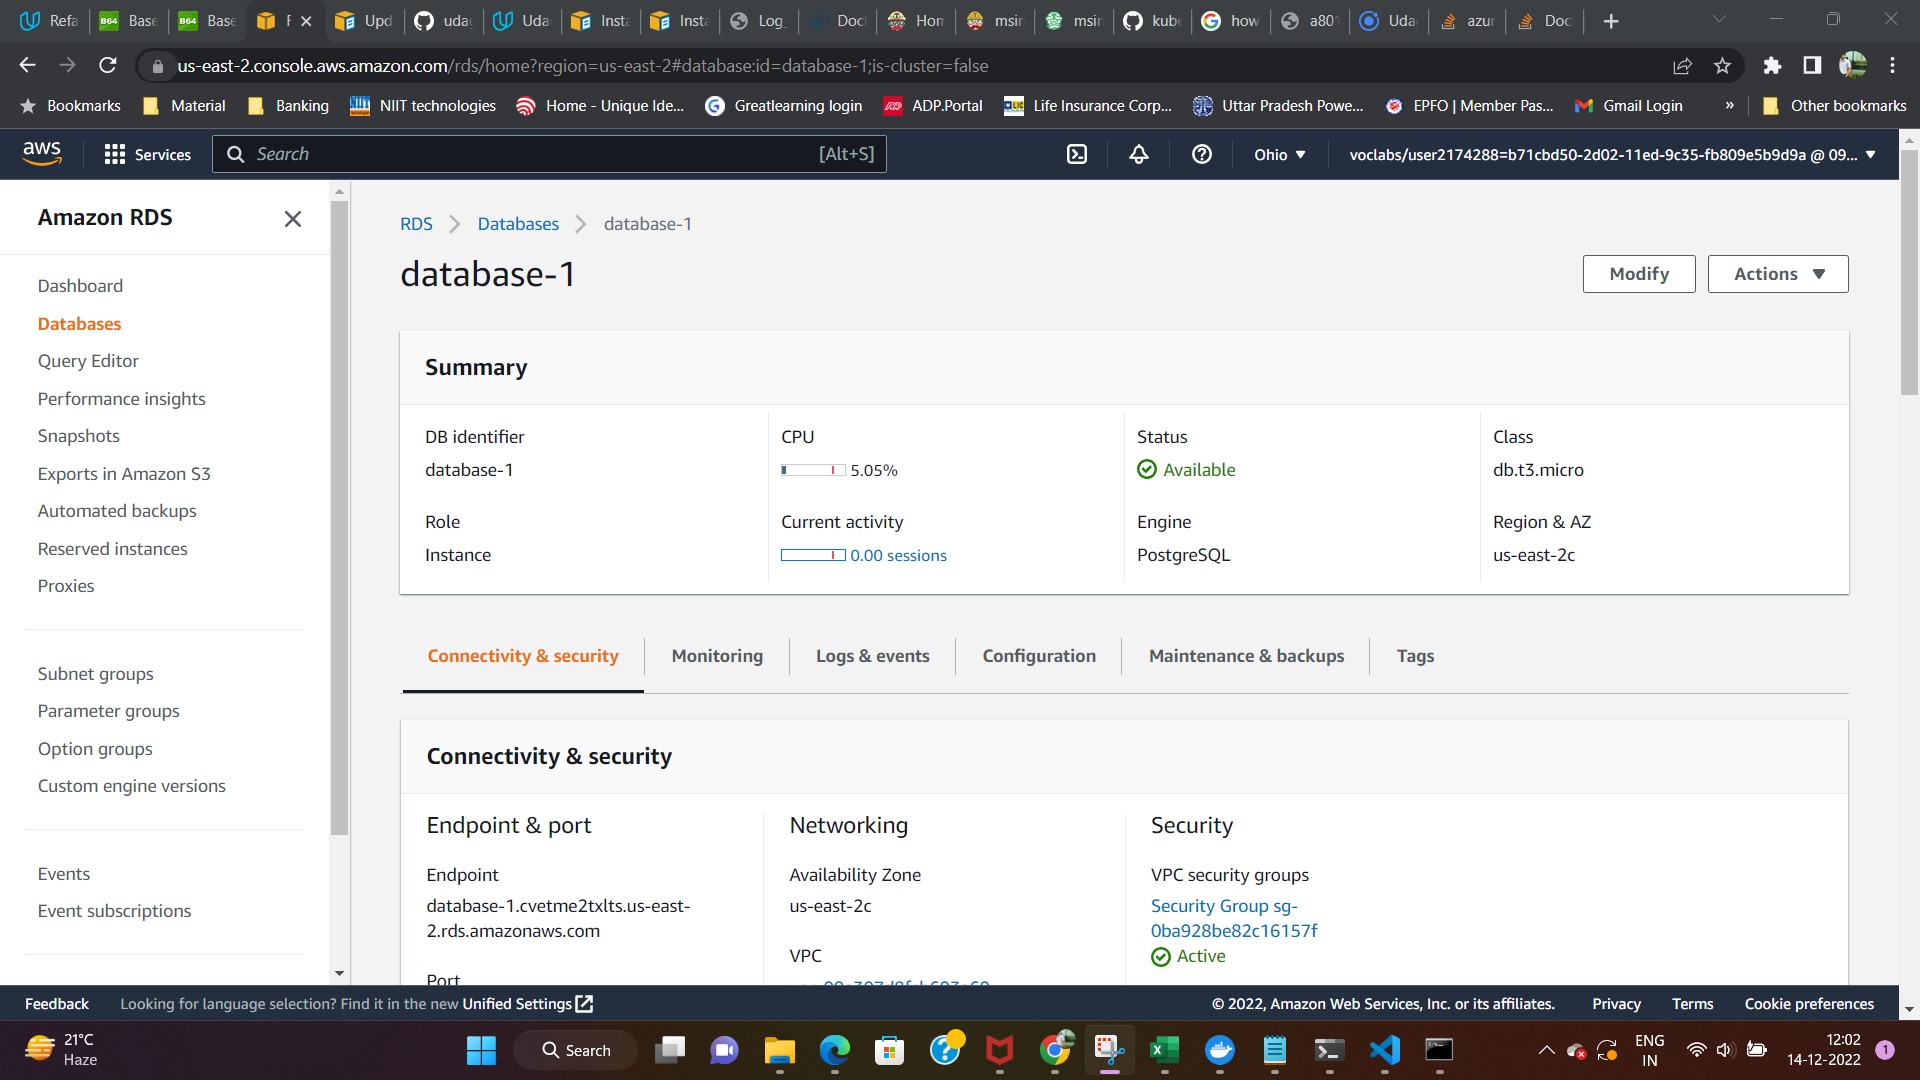 Refa
Base
Base
F
Upd
udac
Uda
Insta
Insta
Log_
Doc
Hom
msin
msin
kube
how
a801
Uda
azur
Doc
us-east-2.console.aws.amazon.com/rds/home?region=us-east-2#database:id=database-1;is-cluster=false
Bookmarks
Material
Banking
NIIT technologies
Home - Unique Ide...
Greatlearning login
ADP.Portal
Life Insurance Corp...
Uttar Pradesh Powe...
EPFO | Member Pas...
Gmail Login
»
Other bookmarks
aws
Services
Search
[Alt+S]
Ohio
voclabs/user2174288=b71cbd50-2d02-11ed-9c35-fb809e5b9d9a @ 09...
Amazon RDS
Dashboard
Databases
Query Editor
Performance insights
Snapshots
Exports in Amazon S3
Automated backups
Reserved instances
Proxies
Subnet groups
Parameter groups
Option groups
Custom engine versions
Events
Event subscriptions
RDS
Databases
database-1
database-1
Modify
Actions
Summary
DB identifier
database-1
CPU
5.05%
Status
Available
Class
db.t3.micro
Role
Instance
Current activity
0.00 sessions
Engine
PostgreSQL
Region & AZ
us-east-2c
Connectivity & security
Monitoring
Logs & events
Configuration
Maintenance & backups
Tags
Connectivity & security
Endpoint & port
Endpoint
database-1.cvetme2txlts.us-east-
2.rds.amazonaws.com
Port
Networking
Availability Zone
us-east-2c
VPC
Security
VPC security groups
Security Group sg-
0ba928be82c16157f
Active
Feedback
Looking for language selection? Find it in the new Unified Settings
© 2022, Amazon Web Services, Inc. or its affiliates.
Privacy
Terms
Cookie preferences
21°C
Haze
Search
ENG
IN
12:02
14-12-2022
1